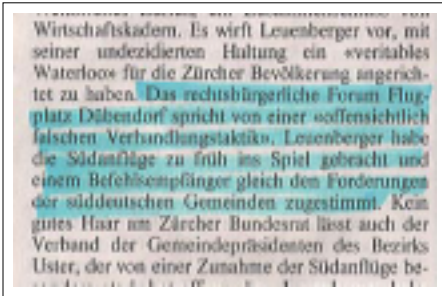 Wirtschaftskadern. Es wirft Leuenberger vor, mit
seiner undezidierten Haltung ein «veritables
Waterloo» für die Zürcher Bevölkerung angerich-
tet zu haben. Das rechtsbürgerliche Forum Flug-
platz Dübendorf spricht von einer «offensichtlich
falschen Verhandlungstaktik». Leuenberger habe
die Südanflüge zu früh ins Spiel gebracht und
einem Befehlsempfänger gleich den Forderungen
der süddeutschen Gemeinden zugestimmt. Kein
gutes Haar am Zürcher Bundesrat lässt auch der
Verband der Gemeindepräsidenten des Bezirks
Uster, der von einer Zunahme der Südanflüge be-